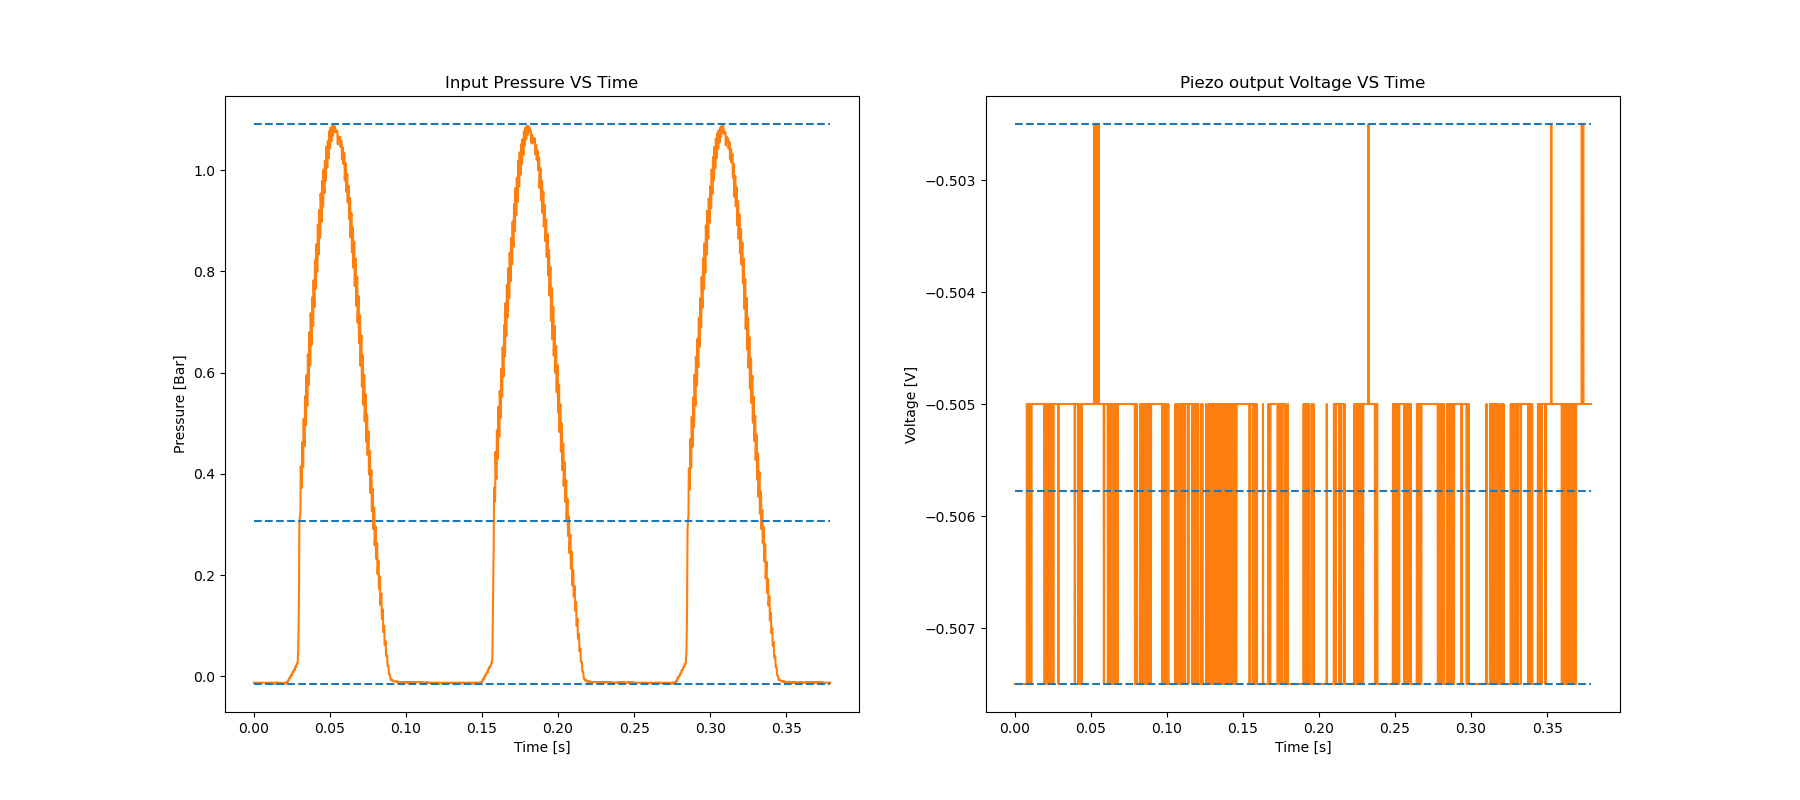 Input Pressure VS Time
Pressure [Bar]
1.0
0.8
0.6
0.4
0.2
0.0
0.00 0.05 0.10 0.15 0.20 0.25 0.30 0.35
Time [s]
Piezo output Voltage VS Time
Voltage [V]
−0.503
−0.504
−0.505
−0.506
−0.507
0.00 0.05 0.10 0.15 0.20 0.25 0.30 0.35
Time [s]